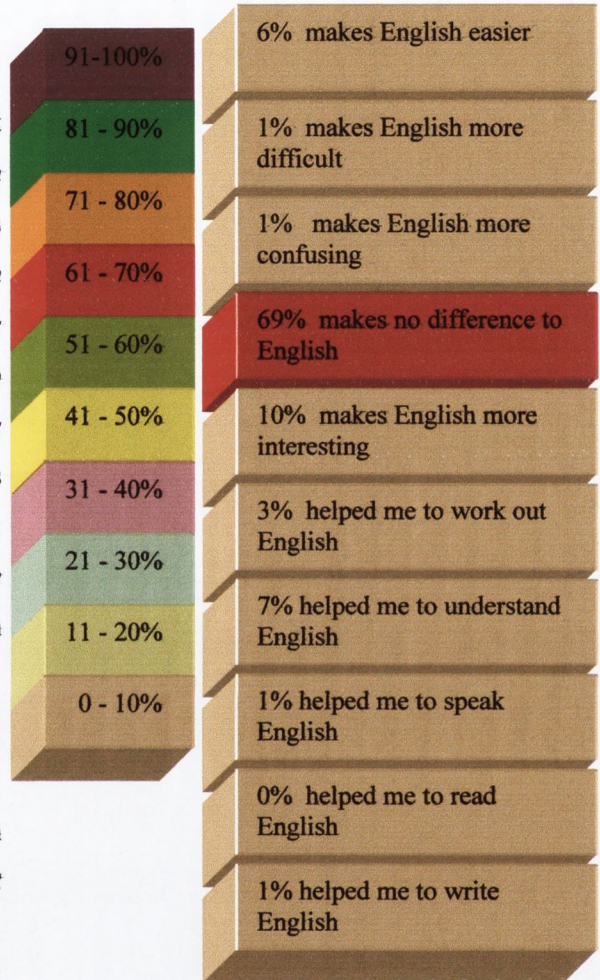 91-100%
81 - 90%
71 - 80%
61 - 70%
51 - 60%
41 - 50%
31 - 40%
21 - 30%
11 - 20%
0 - 10%
6% makes English easier
1% makes English more
difficult
1% makes English more
confusing
69% makes no difference to
English
10% makes English more
interesting
3% helped me to work out
English
7% helped me to understand
English
1% helped me to speak
English
0% helped me to read
English
1% helped me to write
English